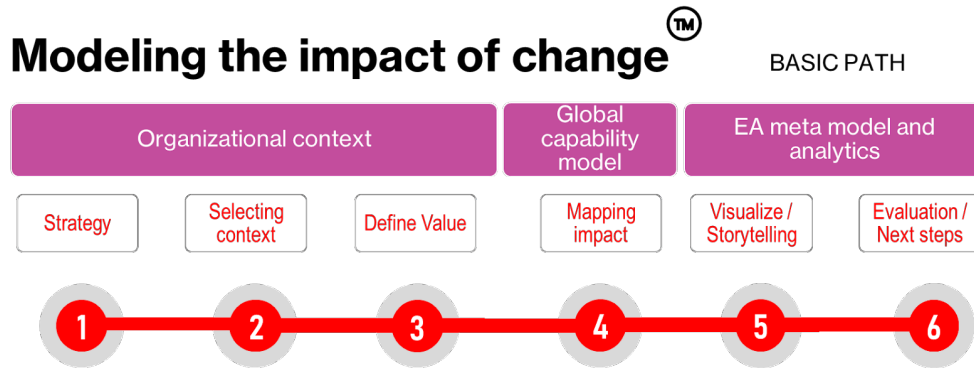 Modeling the impact of change TM
BASIC PATH
Organizational context
Global
capability
model
EA meta model and
analytics
Strategy
Selecting
context
Define Value
Mapping
impact
Visualize /
Storytelling
Evaluation /
Next steps
1 2 3 4 5 6